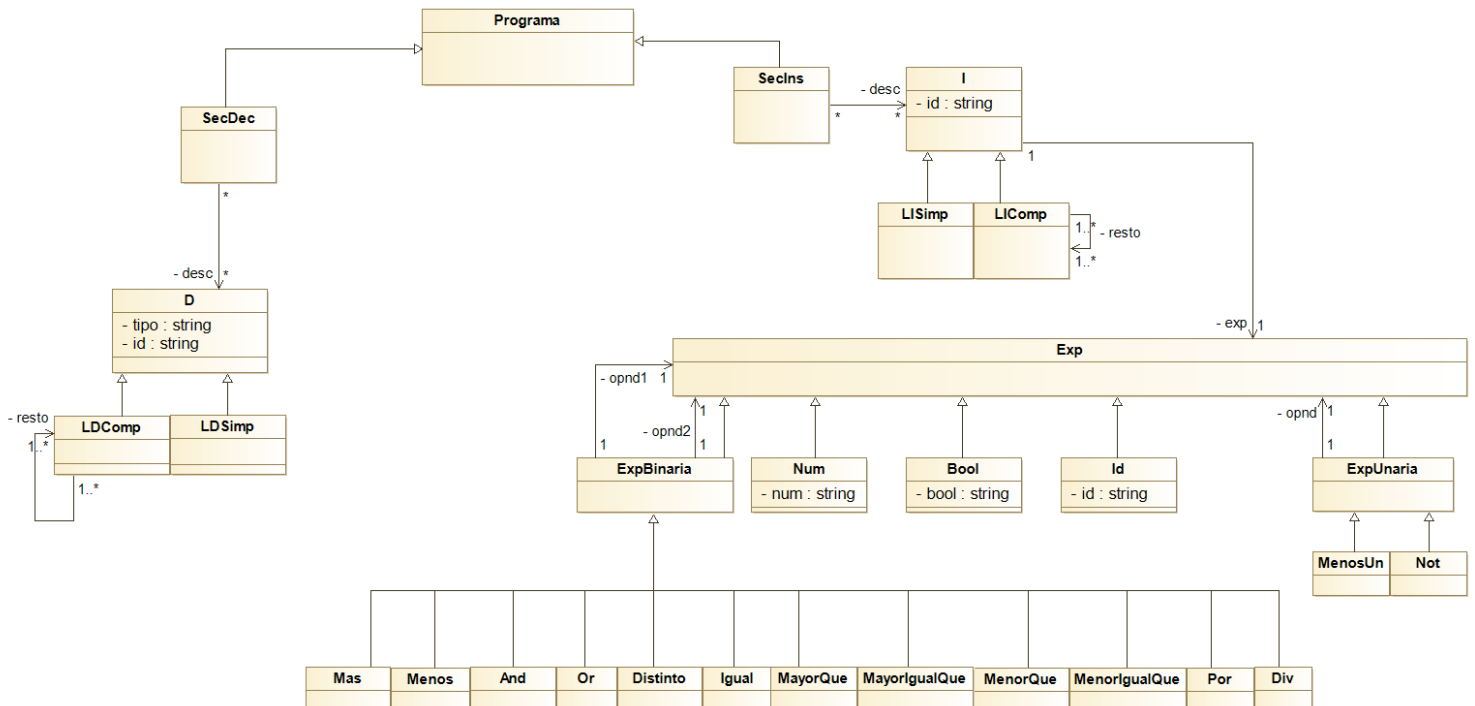 Programa
SecIns
I
- id : string
- desc
*
*
SecDec
*
1
LISimp
LIComp
1..*
- resto
1..*
- desc
*
D
- tipo : string
- id : string
- exp
1
Exp
- opnd1
1
1
- opnd2
1
1
- opnd
1
1
- resto
1..*
LDComp
LDSimp
1..*
ExpBinaria
Num
- num : string
Bool
- bool : string
Id
- id : string
ExpUnaria
MenosUn
Not
Mas
Menos
And
Or
Distinto
Igual
MayorQue
MayorIgualQue
MenorQue
MenorIgualQue
Por
Div